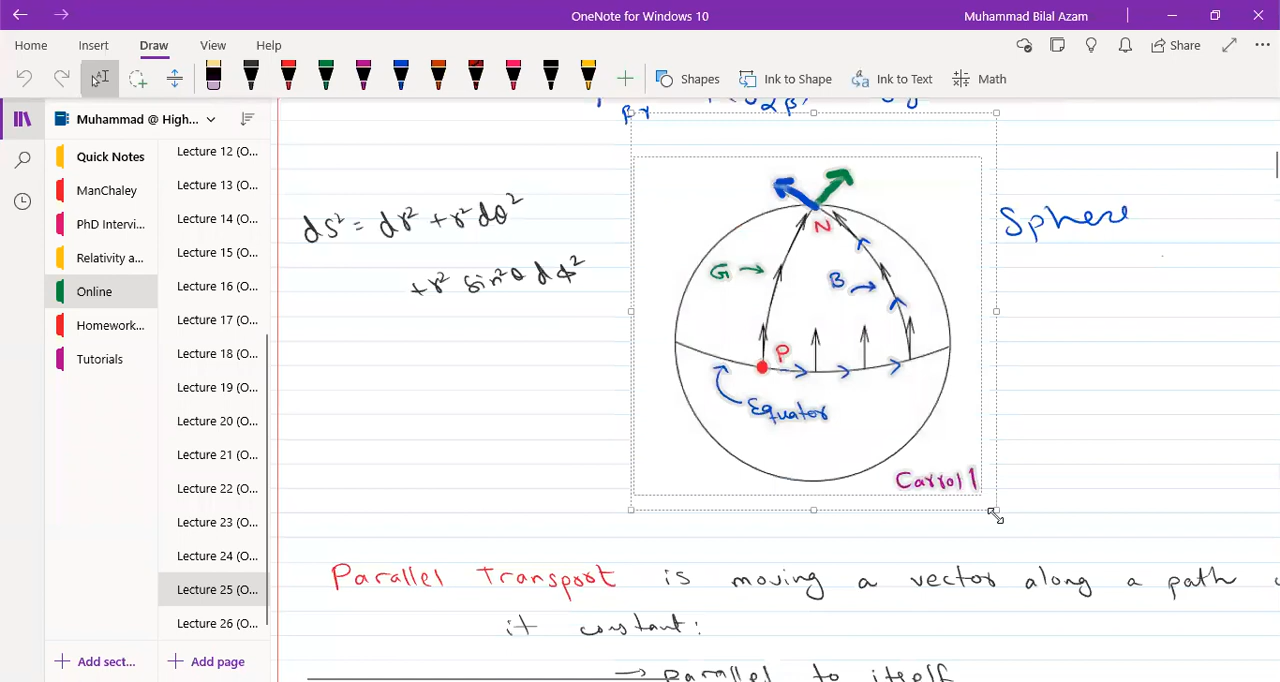 OneNote for Windows 10
Muhammad Bilal Azam
Home Insert Draw View Help
Share
Shapes
Ink to Shape
Ink to Text
Math
Muhammad @ High...
Quick Notes
ManChaley
PhD Intervi...
Relativity a...
Online
Homework...
Tutorials
Lecture 12 (O...
Lecture 13 (O...
Lecture 14 (O...
Lecture 15 (O...
Lecture 16 (O...
Lecture 17 (O...
Lecture 18 (O...
Lecture 19 (O...
Lecture 20 (O...
Lecture 21 (O...
Lecture 22 (O...
Lecture 23 (O...
Lecture 24 (O...
Lecture 25 (O...
Lecture 26 (O...
Add sect...
Add page
βγ αβ,
ds² = dr² + r² dθ²
+ r² sin²θ dφ²
N
G →
B →
P
Equator
Carroll
Sphere
Parallel Transport is moving a vector along a path
it constant:
→ parallel to itself